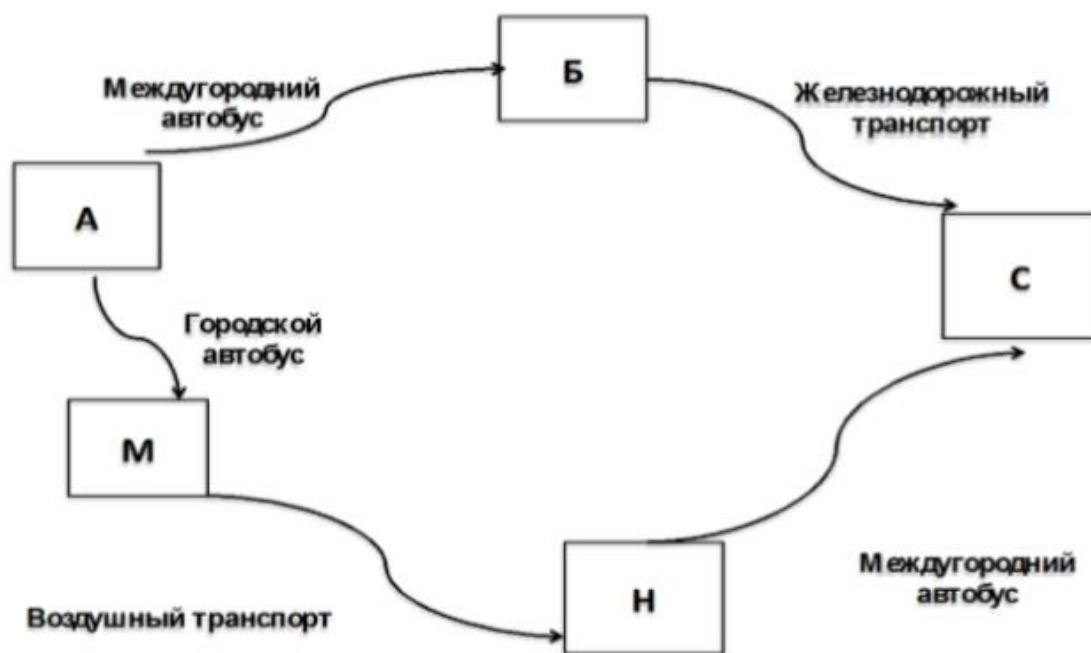 Б
Междугородний
автобус
Железнодорожный
транспорт
А
С
Городской
автобус
М
Междугородний
автобус
Н
Воздушный транспорт